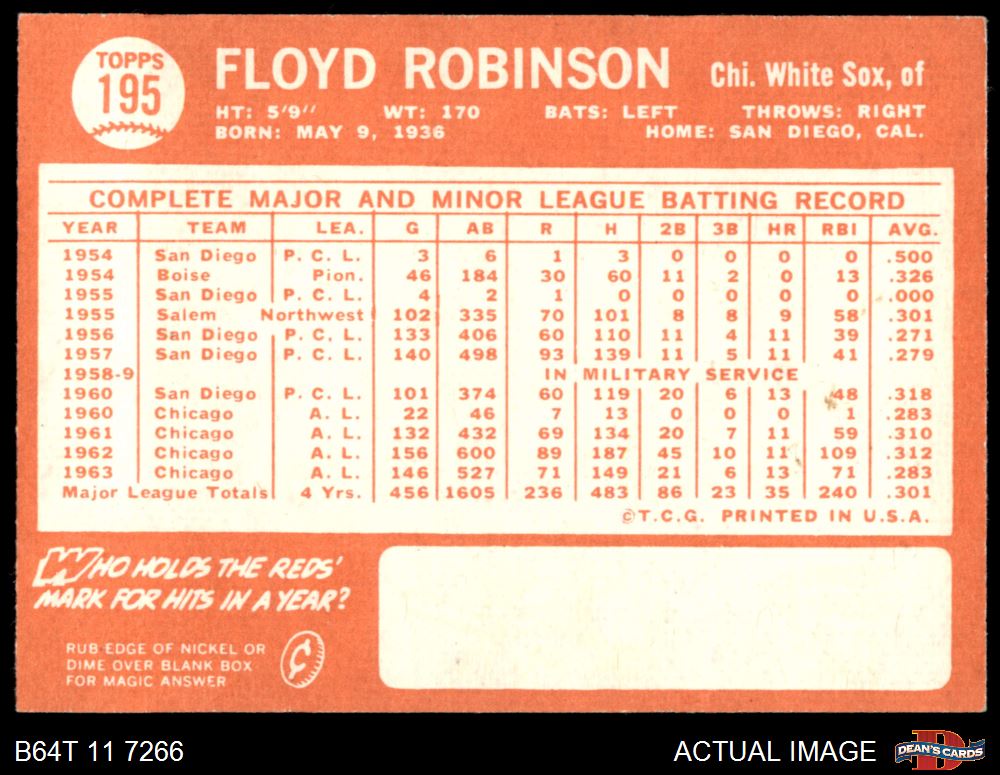 TOPPS
195
FLOYD ROBINSON Chi. White Sox, of
HT: 5'9" WT: 170 BATS: LEFT THROWS: RIGHT
BORN: MAY 9, 1936 HOME: SAN DIEGO, CAL.
COMPLETE MAJOR AND MINOR LEAGUE BATTING RECORD
YEAR TEAM LEA. G AB R H 2B 3B HR RBI AVG.
1954 San Diego P. C. L. 3 6 1 3 0 0 0 0 .500
1954 Boise Pion. 46 184 30 60 11 2 0 13 .326
1955 San Diego P. C. L. 4 2 1 0 0 0 0 0 .000
1955 Salem Northwest 102 335 70 101 8 8 9 58 .301
1956 San Diego P. C. L. 133 406 60 110 11 4 11 39 .271
1957 San Diego P. C. L. 140 498 93 139 11 5 11 41 .279
1958-9 IN MILITARY SERVICE
1960 San Diego P. C. L. 101 374 60 119 20 6 13 48 .318
1960 Chicago A. L. 22 46 7 13 0 0 0 1 .283
1961 Chicago A. L. 132 432 69 134 20 7 11 59 .310
1962 Chicago A. L. 156 600 89 187 45 10 11 109 .312
1963 Chicago A. L. 146 527 71 149 21 6 13 71 .283
Major League Totals 4 Yrs. 456 1605 236 483 86 23 35 240 .301
©T.C.G. PRINTED IN U.S.A.
WHO HOLDS THE REDS'
MARK FOR HITS IN A YEAR?
RUB EDGE OF NICKEL OR
DIME OVER BLANK BOX
FOR MAGIC ANSWER
¢
B64T 11 7266 ACTUAL IMAGE
D
DEAN'S CARDS